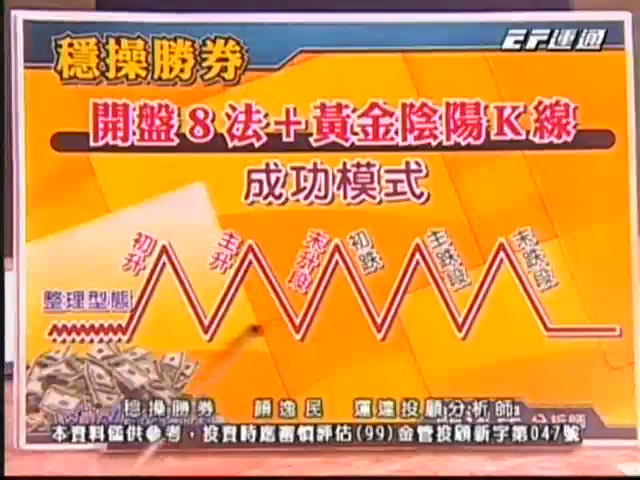 穩操勝券
EF運通
開盤8法+黃金陰陽K線
成功模式
初升
主升
末升段
初跌
主跌段
末跌段
整理型態
穩操勝券 顏逸民 運達投顧分析師
分析師
本資料僅供參考,投資時應審慎評估(99)金管投顧新字第047號